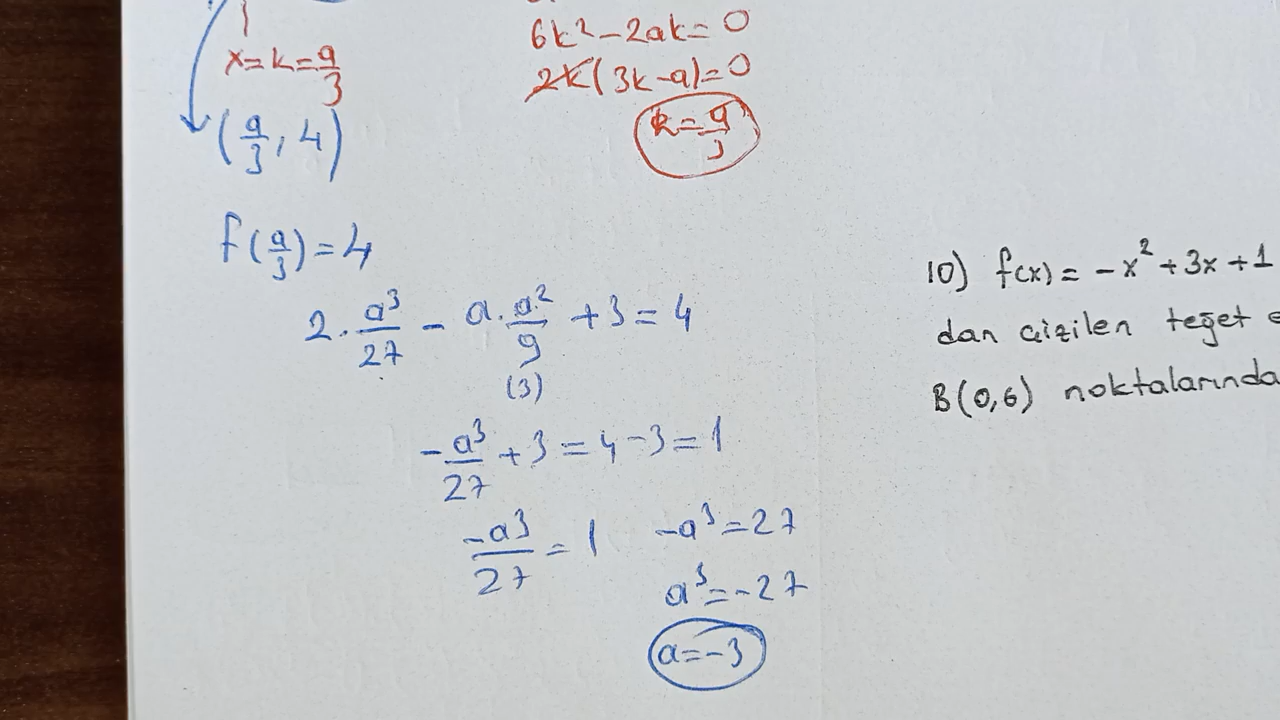 x=k=a/3
(a/3, 4)
6k²-2ak=0
2k(3k-a)=0
k=a/3
f(a/3)=4
2.a³/27 - a.a²/9 +3=4
(3)
-a³/27 +3=4-3=1
-a³/27 =1 -a³=27
a³=-27
a=-3
10) f(x)= -x²+3x+1
dan çizilen teğet
B(0,6) noktalarında